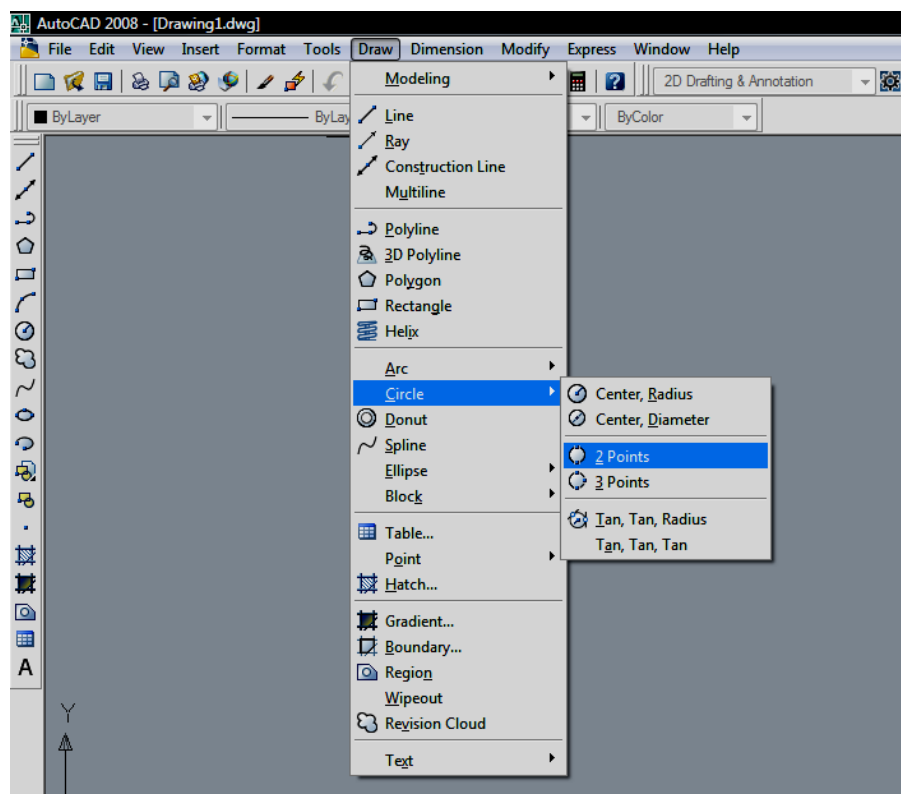 AutoCAD 2008 - [Drawing1.dwg]
File Edit View Insert Format Tools Draw Dimension Modify Express Window Help
2D Drafting & Annotation
ByLayer ByLay ByColor
Modeling
Line
Ray
Construction Line
Multiline
Polyline
3D Polyline
Polygon
Rectangle
Helix
Arc
Circle
Donut
Spline
Ellipse
Block
Table...
Point
Hatch...
Gradient...
Boundary...
Region
Wipeout
Revision Cloud
Text
Center, Radius
Center, Diameter
2 Points
3 Points
Tan, Tan, Radius
Tan, Tan, Tan
A
Y